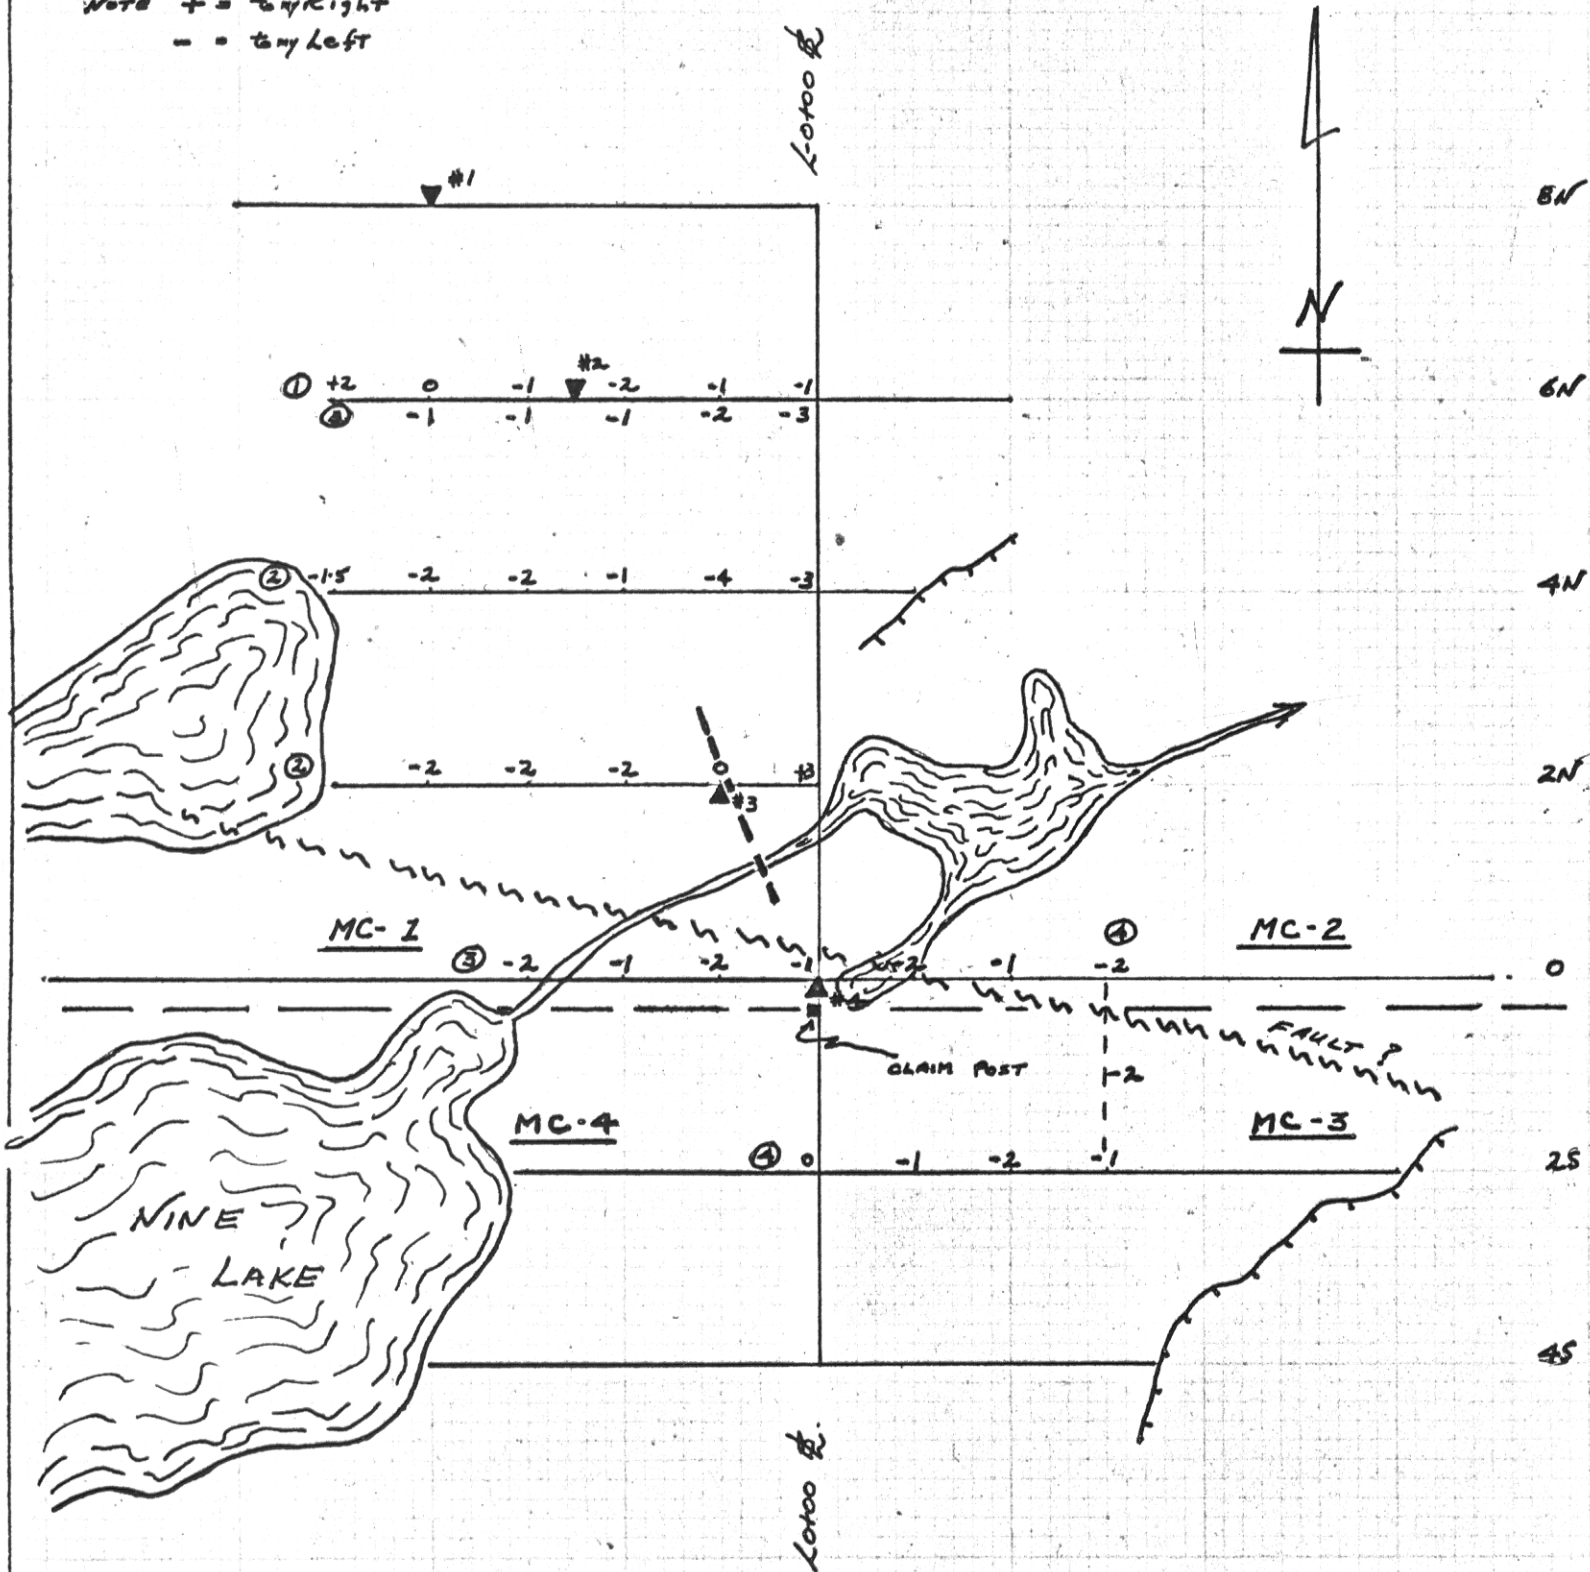 NOTE + = to my Right
- = to my Left
L-0+00 ℄
#1
8N
N
#2
① +2 0 -1 -2 -1 -1
6N
-1 -1 -1 -2 -3
② -1.5 -2 -2 -1 -4 -3
4N
② -2 -2 -2 0 +3
2N
#3
MC-1
④
MC-2
③ -2 -1 -2 -1 +2 -1 -2
0
CLAIM POST
FAULT ?
-2
MC-4
MC-3
④ 0 -1 -2 -1
2S
NINE ?
LAKE
4S
L0+00 ℄.